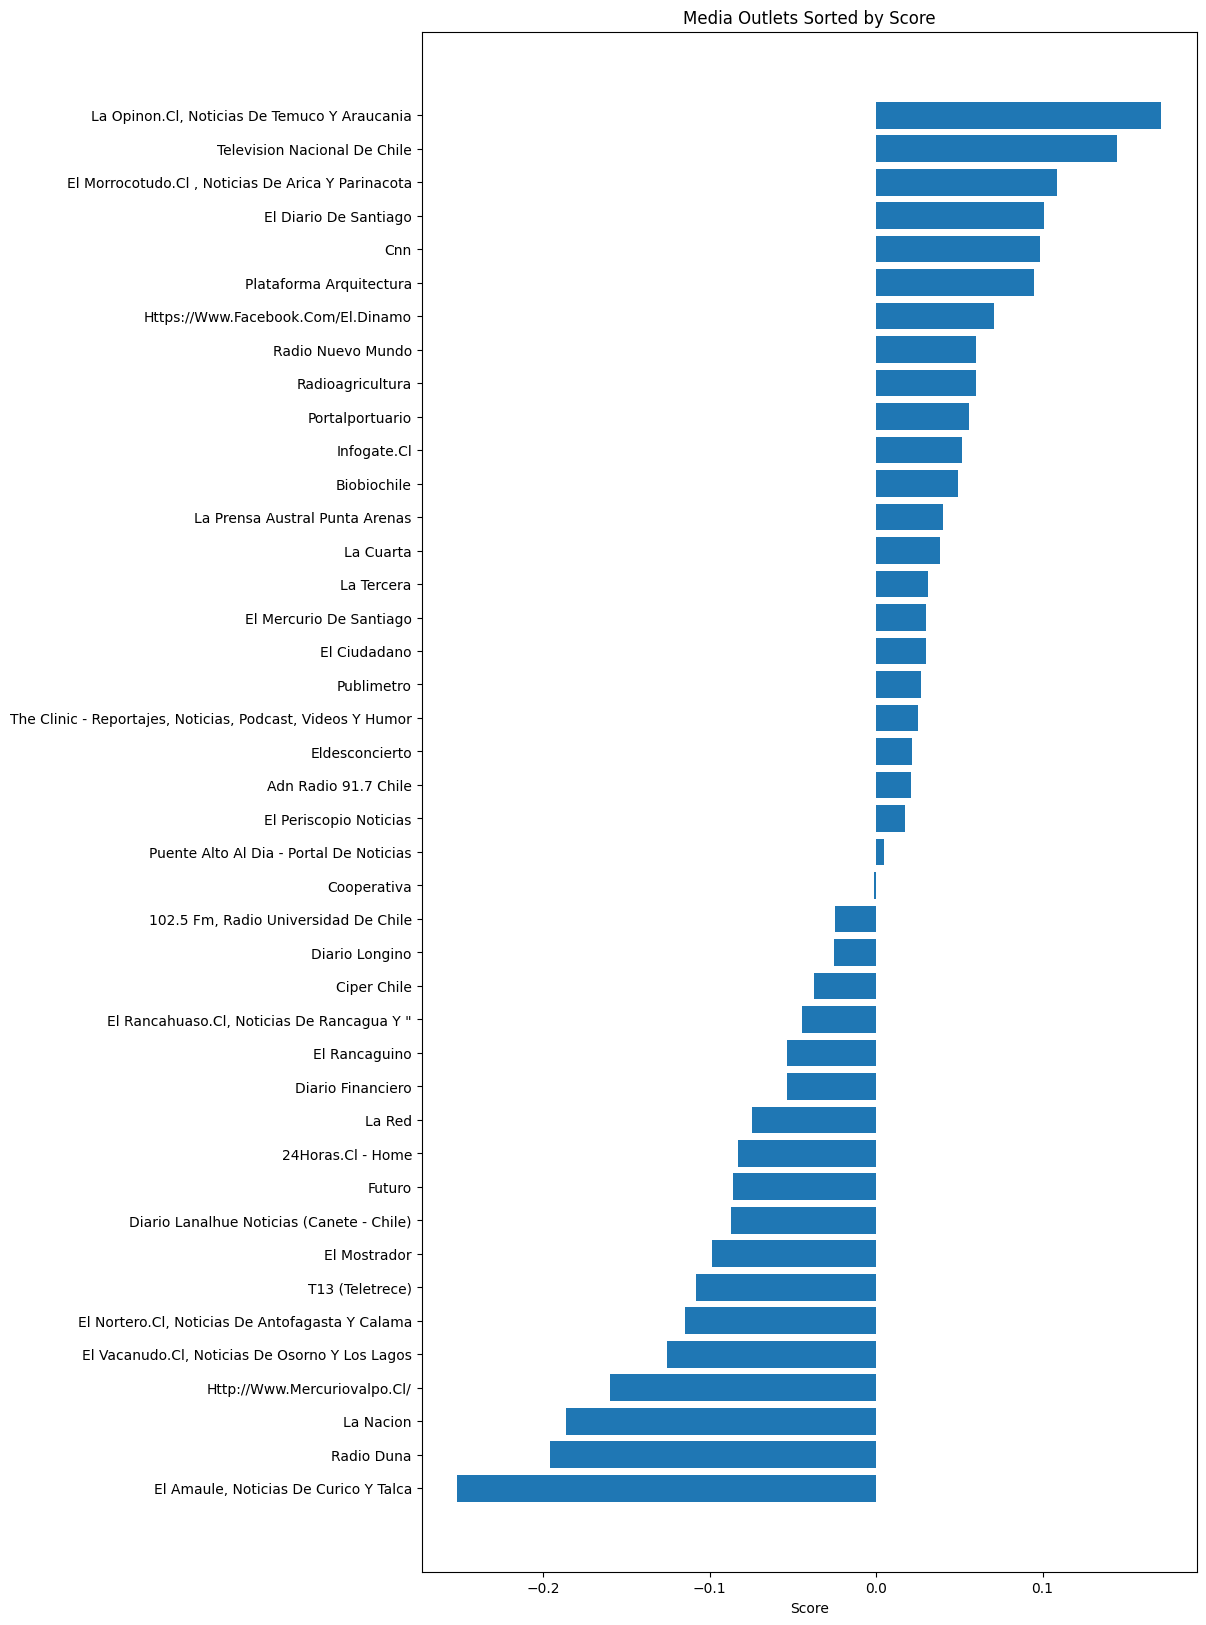 Media Outlets Sorted by Score
La Opinon.Cl, Noticias De Temuco Y Araucania
Television Nacional De Chile
El Morrocotudo.Cl , Noticias De Arica Y Parinacota
El Diario De Santiago
Cnn
Plataforma Arquitectura
Https://Www.Facebook.Com/El.Dinamo
Radio Nuevo Mundo
Radioagricultura
Portalportuario
Infogate.Cl
Biobiochile
La Prensa Austral Punta Arenas
La Cuarta
La Tercera
El Mercurio De Santiago
El Ciudadano
Publimetro
The Clinic - Reportajes, Noticias, Podcast, Videos Y Humor
Eldesconcierto
Adn Radio 91.7 Chile
El Periscopio Noticias
Puente Alto Al Dia - Portal De Noticias
Cooperativa
102.5 Fm, Radio Universidad De Chile
Diario Longino
Ciper Chile
El Rancahuaso.Cl, Noticias De Rancagua Y "
El Rancaguino
Diario Financiero
La Red
24Horas.Cl - Home
Futuro
Diario Lanalhue Noticias (Canete - Chile)
El Mostrador
T13 (Teletrece)
El Nortero.Cl, Noticias De Antofagasta Y Calama
El Vacanudo.Cl, Noticias De Osorno Y Los Lagos
Http://Www.Mercuriovalpo.Cl/
La Nacion
Radio Duna
El Amaule, Noticias De Curico Y Talca
−0.2 −0.1 0.0 0.1
Score